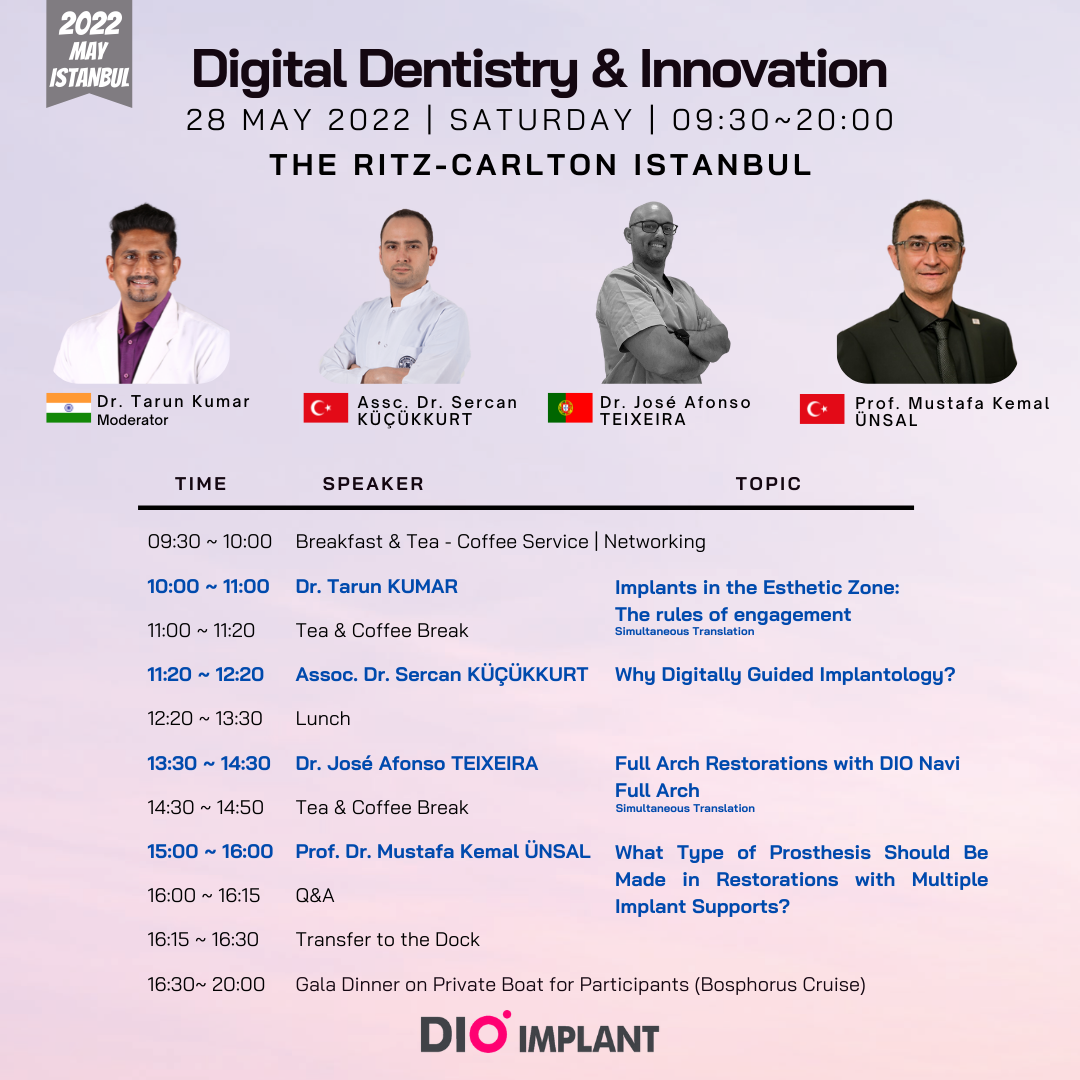 2022
MAY
ISTANBUL
Digital Dentistry & Innovation
28 MAY 2022 | SATURDAY | 09:30~20:00
THE RITZ-CARLTON ISTANBUL
Dr. Tarun Kumar
Moderator
Assc. Dr. Sercan
KÜÇÜKKURT
Dr. José Afonso
TEIXEIRA
Prof. Mustafa Kemal
ÜNSAL
TIME SPEAKER TOPIC
09:30 ~ 10:00 Breakfast & Tea - Coffee Service | Networking
10:00 ~ 11:00 Dr. Tarun KUMAR Implants in the Esthetic Zone:
The rules of engagement
Simultaneous Translation
11:00 ~ 11:20 Tea & Coffee Break
11:20 ~ 12:20 Assoc. Dr. Sercan KÜÇÜKKURT Why Digitally Guided Implantology?
12:20 ~ 13:30 Lunch
13:30 ~ 14:30 Dr. José Afonso TEIXEIRA Full Arch Restorations with DIO Navi
Full Arch
Simultaneous Translation
14:30 ~ 14:50 Tea & Coffee Break
15:00 ~ 16:00 Prof. Dr. Mustafa Kemal ÜNSAL What Type of Prosthesis Should Be
Made in Restorations with Multiple
Implant Supports?
16:00 ~ 16:15 Q&A
16:15 ~ 16:30 Transfer to the Dock
16:30~ 20:00 Gala Dinner on Private Boat for Participants (Bosphorus Cruise)
DIO IMPLANT